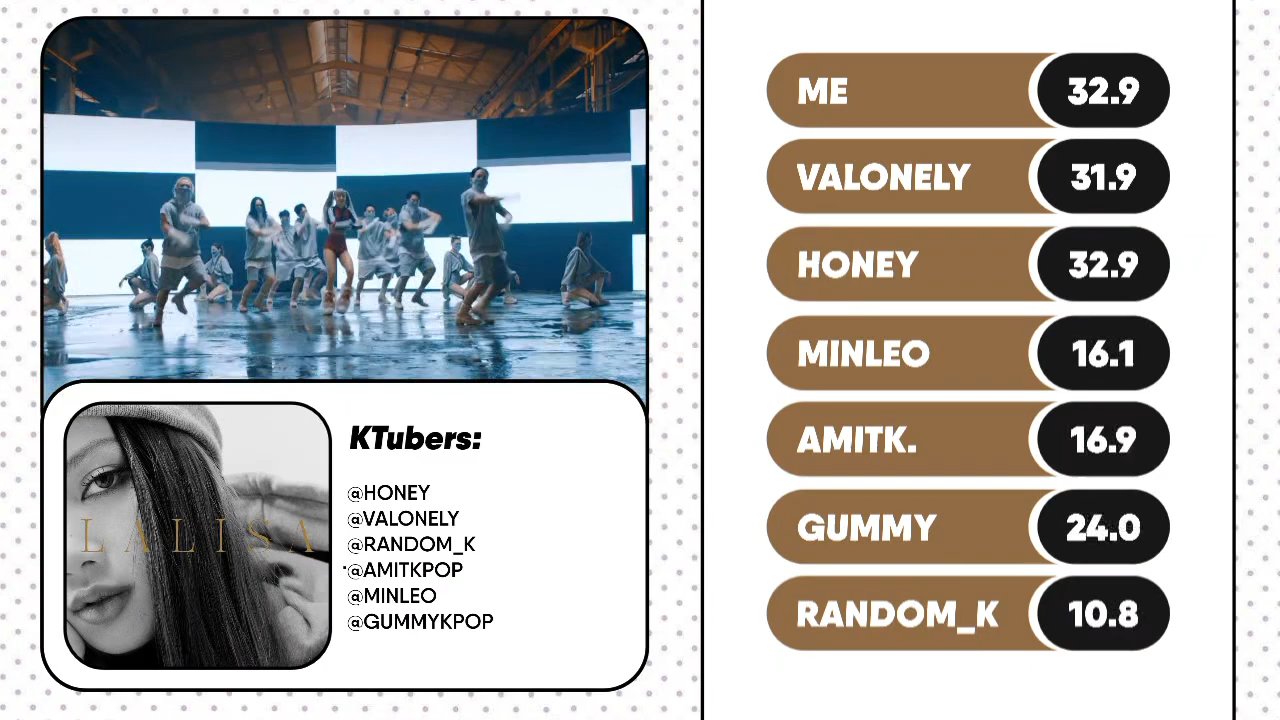 LALISA
KTubers:
@HONEY
@VALONELY
@RANDOM_K
@AMITKPOP
@MINLEO
@GUMMYKPOP
ME 32.9
VALONELY 31.9
HONEY 32.9
MINLEO 16.1
AMITK. 16.9
GUMMY 24.0
RANDOM_K 10.8